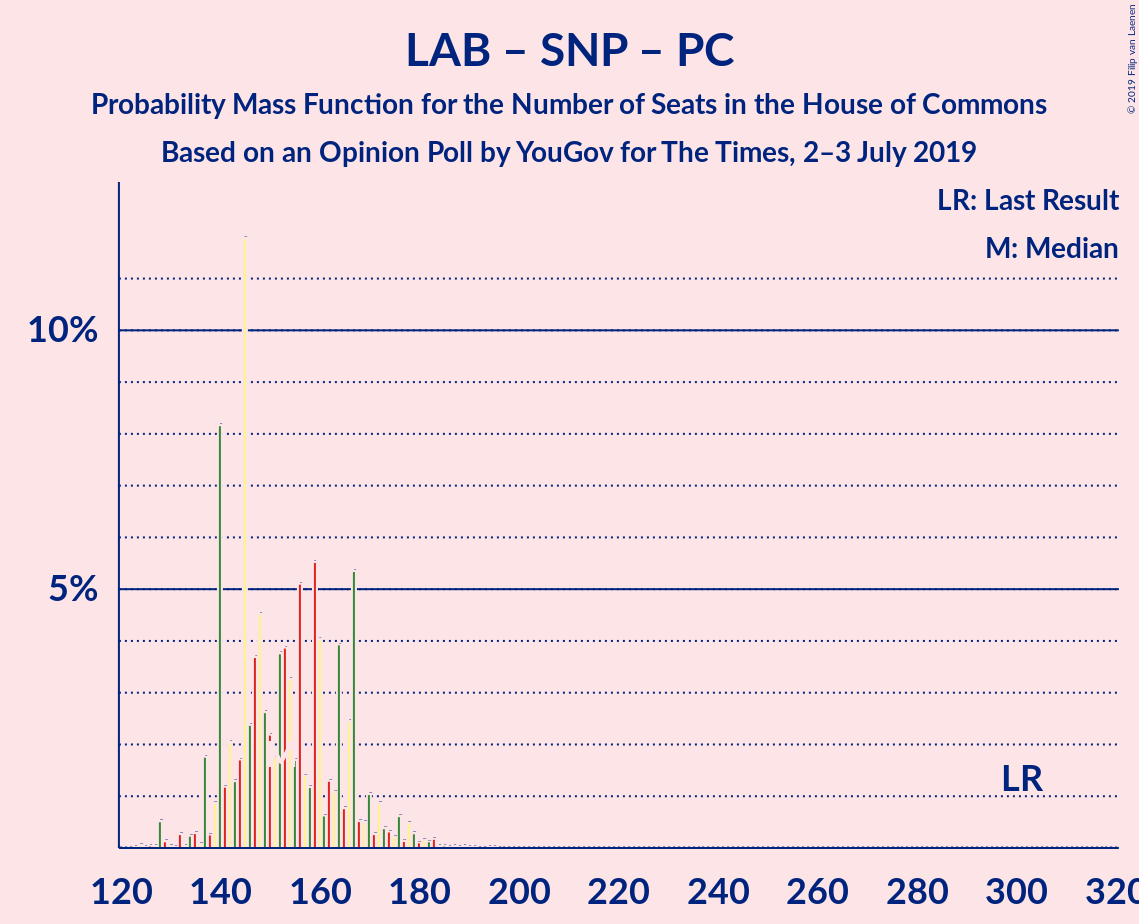 LAB – SNP – PC
Probability Mass Function for the Number of Seats in the House of Commons
Based on an Opinion Poll by YouGov for The Times, 2–3 July 2019
© 2019 Filip van Laenen
LR: Last Result
M: Median
10%
5%
LR
120 140 160 180 200 220 240 260 280 300 320